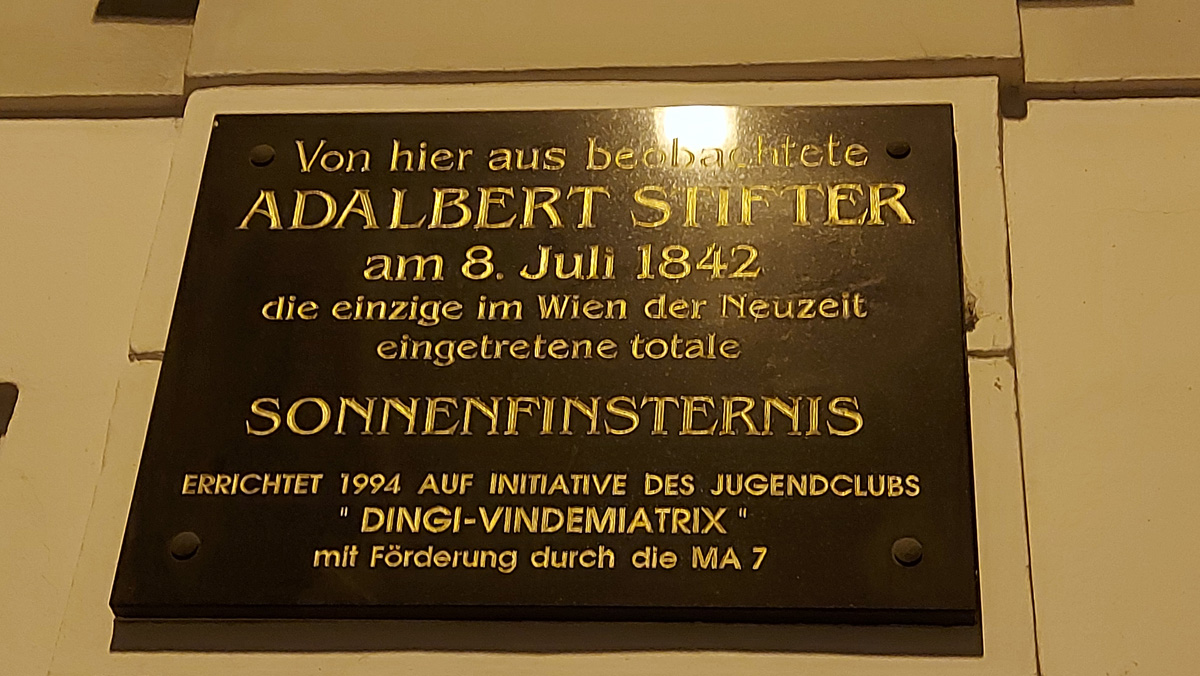 Von hier aus beobachtete
ADALBERT STIFTER
am 8. Juli 1842
die einzige im Wien der Neuzeit
eingetretene totale
SONNENFINSTERNIS
ERRICHTET 1994 AUF INITIATIVE DES JUGENDCLUBS
" DINGI-VINDEMIATRIX "
mit Förderung durch die MA 7